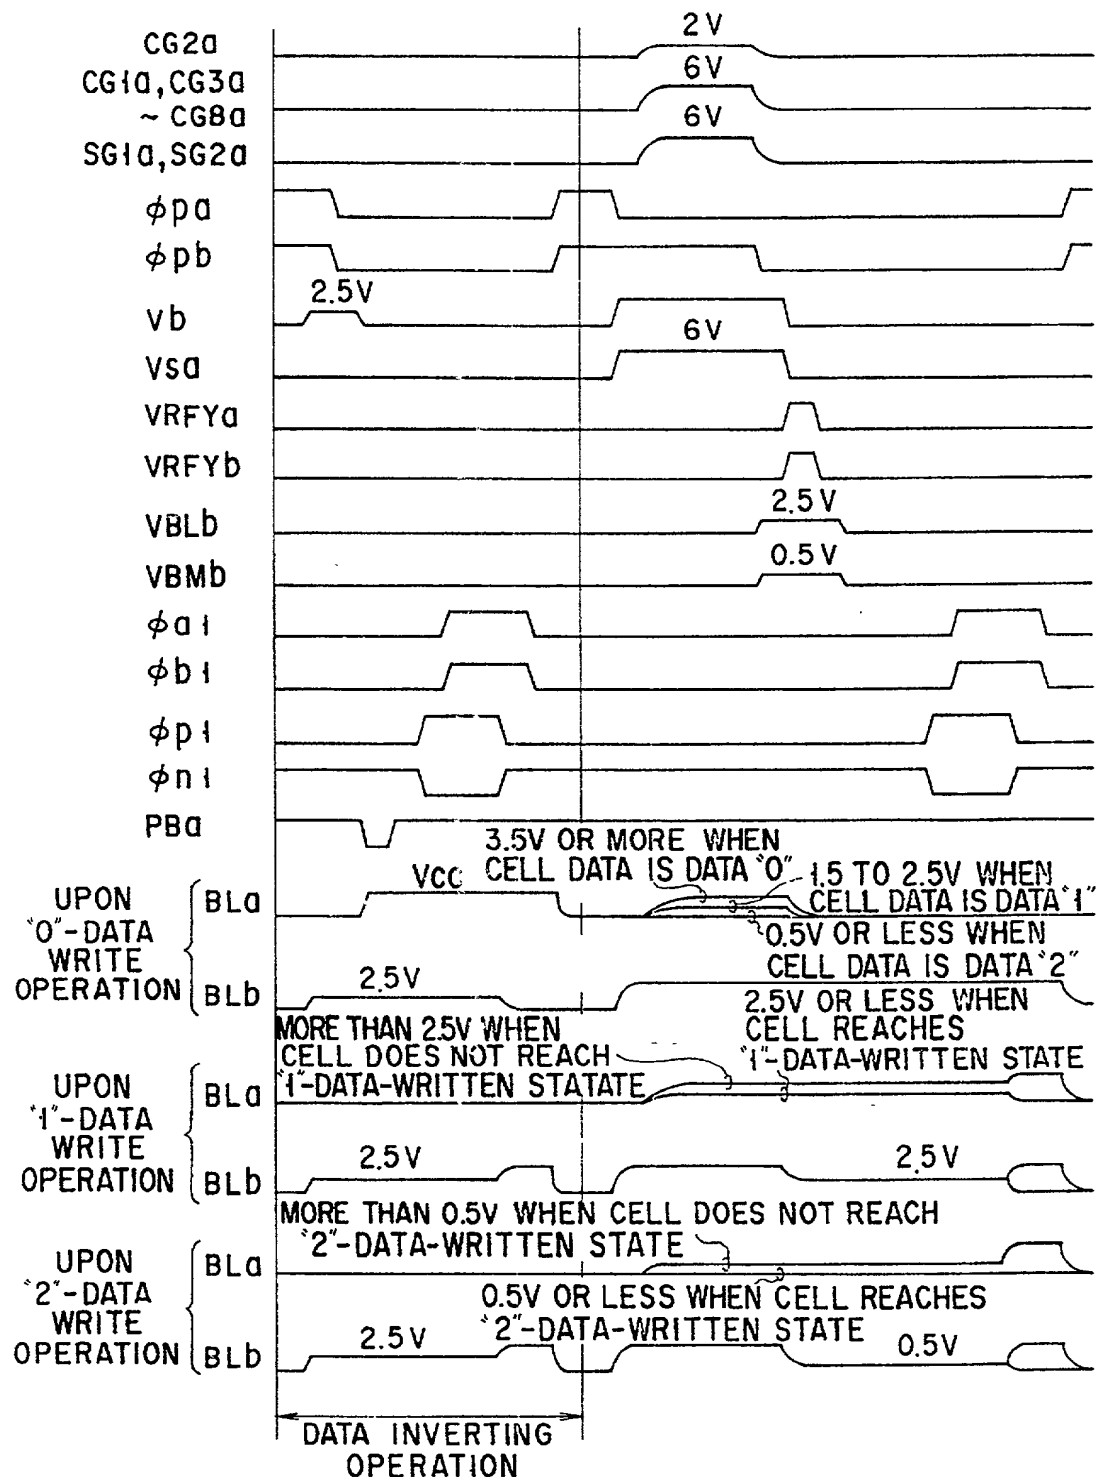 CG2a
2V
CG1a,CG3a
~CG8a
6V
SG1a,SG2a
6V
φpa
φpb
2.5V
Vb
Vsa
6V
VRFYa
VRFYb
VBLb
2.5V
VBMb
0.5V
φa1
φb1
φp1
φn1
PBa
UPON
"0"-DATA
WRITE
OPERATION
BLa
VCC
3.5V OR MORE WHEN
CELL DATA IS DATA "0"
1.5 TO 2.5V WHEN
CELL DATA IS DATA "1"
0.5V OR LESS WHEN
CELL DATA IS DATA "2"
BLb
2.5V
UPON
"1"-DATA
WRITE
OPERATION
MORE THAN 2.5V WHEN
CELL DOES NOT REACH
"1"-DATA-WRITTEN STATATE
2.5V OR LESS WHEN
CELL REACHES
"1"-DATA-WRITTEN STATE
BLa
BLb
2.5V
2.5V
UPON
"2"-DATA
WRITE
OPERATION
MORE THAN 0.5V WHEN CELL DOES NOT REACH
"2"-DATA-WRITTEN STATE
BLa
0.5V OR LESS WHEN CELL REACHES
"2"-DATA-WRITTEN STATE
BLb
2.5V
0.5V
DATA INVERTING
OPERATION